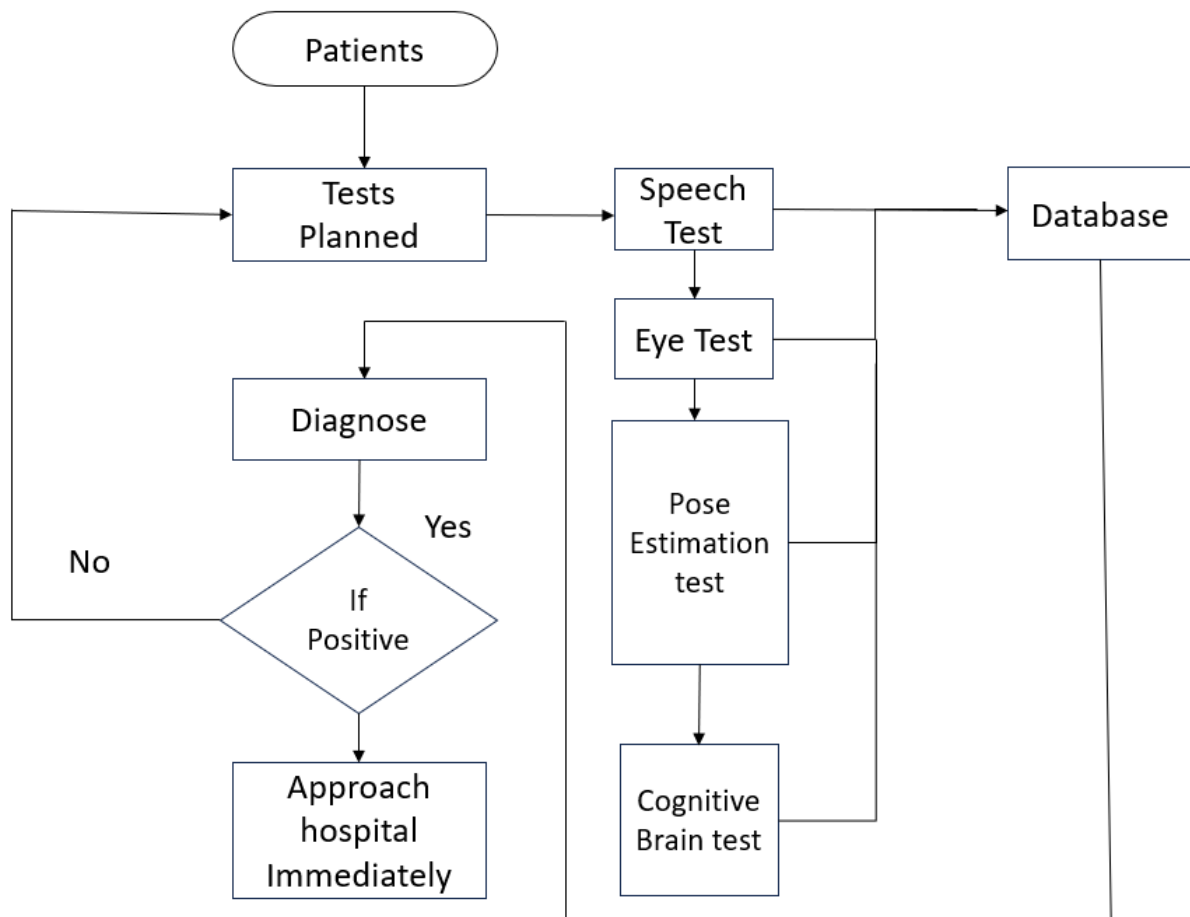 Patients
Tests
Planned
Speech
Test
Database
Eye Test
Diagnose
Pose
Estimation
test
Yes
No
If
Positive
Approach
hospital
Immediately
Cognitive
Brain test